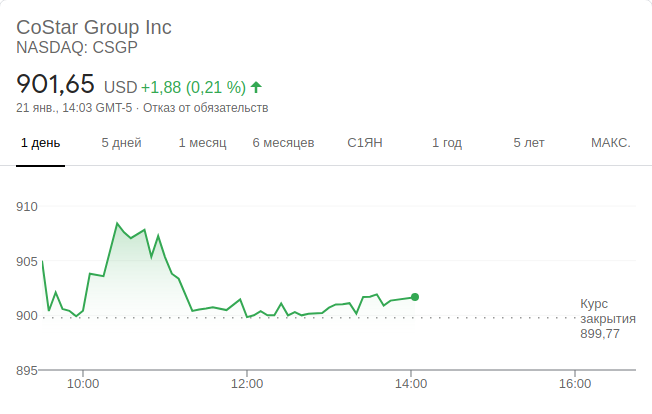 CoStar Group Inc
NASDAQ: CSGP
901,65 USD +1,88 (0,21 %)
21 янв., 14:03 GMT-5 · Отказ от обязательств
1 день 5 дней 1 месяц 6 месяцев С1ЯН 1 год 5 лет МАКС.
910
905
900
895
Курс
закрытия
899,77
10:00 12:00 14:00 16:00